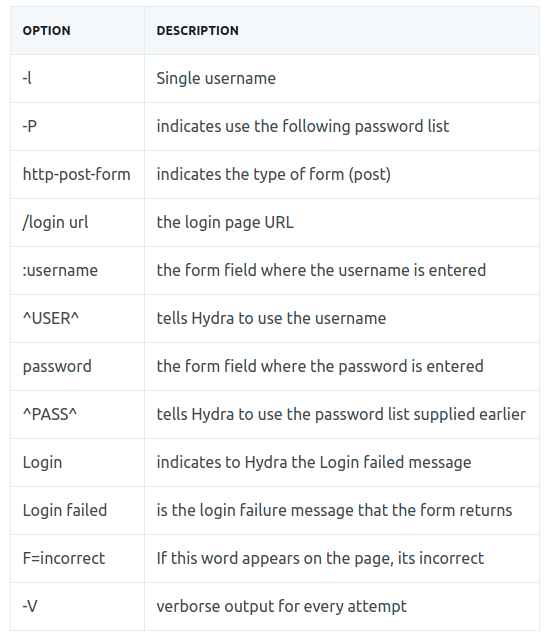 OPTION DESCRIPTION
-l Single username
-P indicates use the following password list
http-post-form indicates the type of form (post)
/login url the login page URL
:username the form field where the username is entered
^USER^ tells Hydra to use the username
password the form field where the password is entered
^PASS^ tells Hydra to use the password list supplied earlier
Login indicates to Hydra the Login failed message
Login failed is the login failure message that the form returns
F=incorrect If this word appears on the page, its incorrect
-V verborse output for every attempt